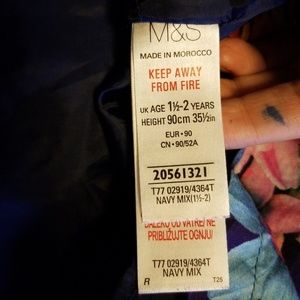 M&S
MADE IN MOROCCO
KEEP AWAY
FROM FIRE
UK AGE 1½-2 YEARS
HEIGHT 90cm 35½in
EUR·90
CN·90/52A
20561321
T77 02919/4364T
NAVY MIX(1½-2)
DALEKO OD VATRE/ NE
PRIBLIŽUJTE OGNJU/
T77 02919/4364T
NAVY MIX
R T25